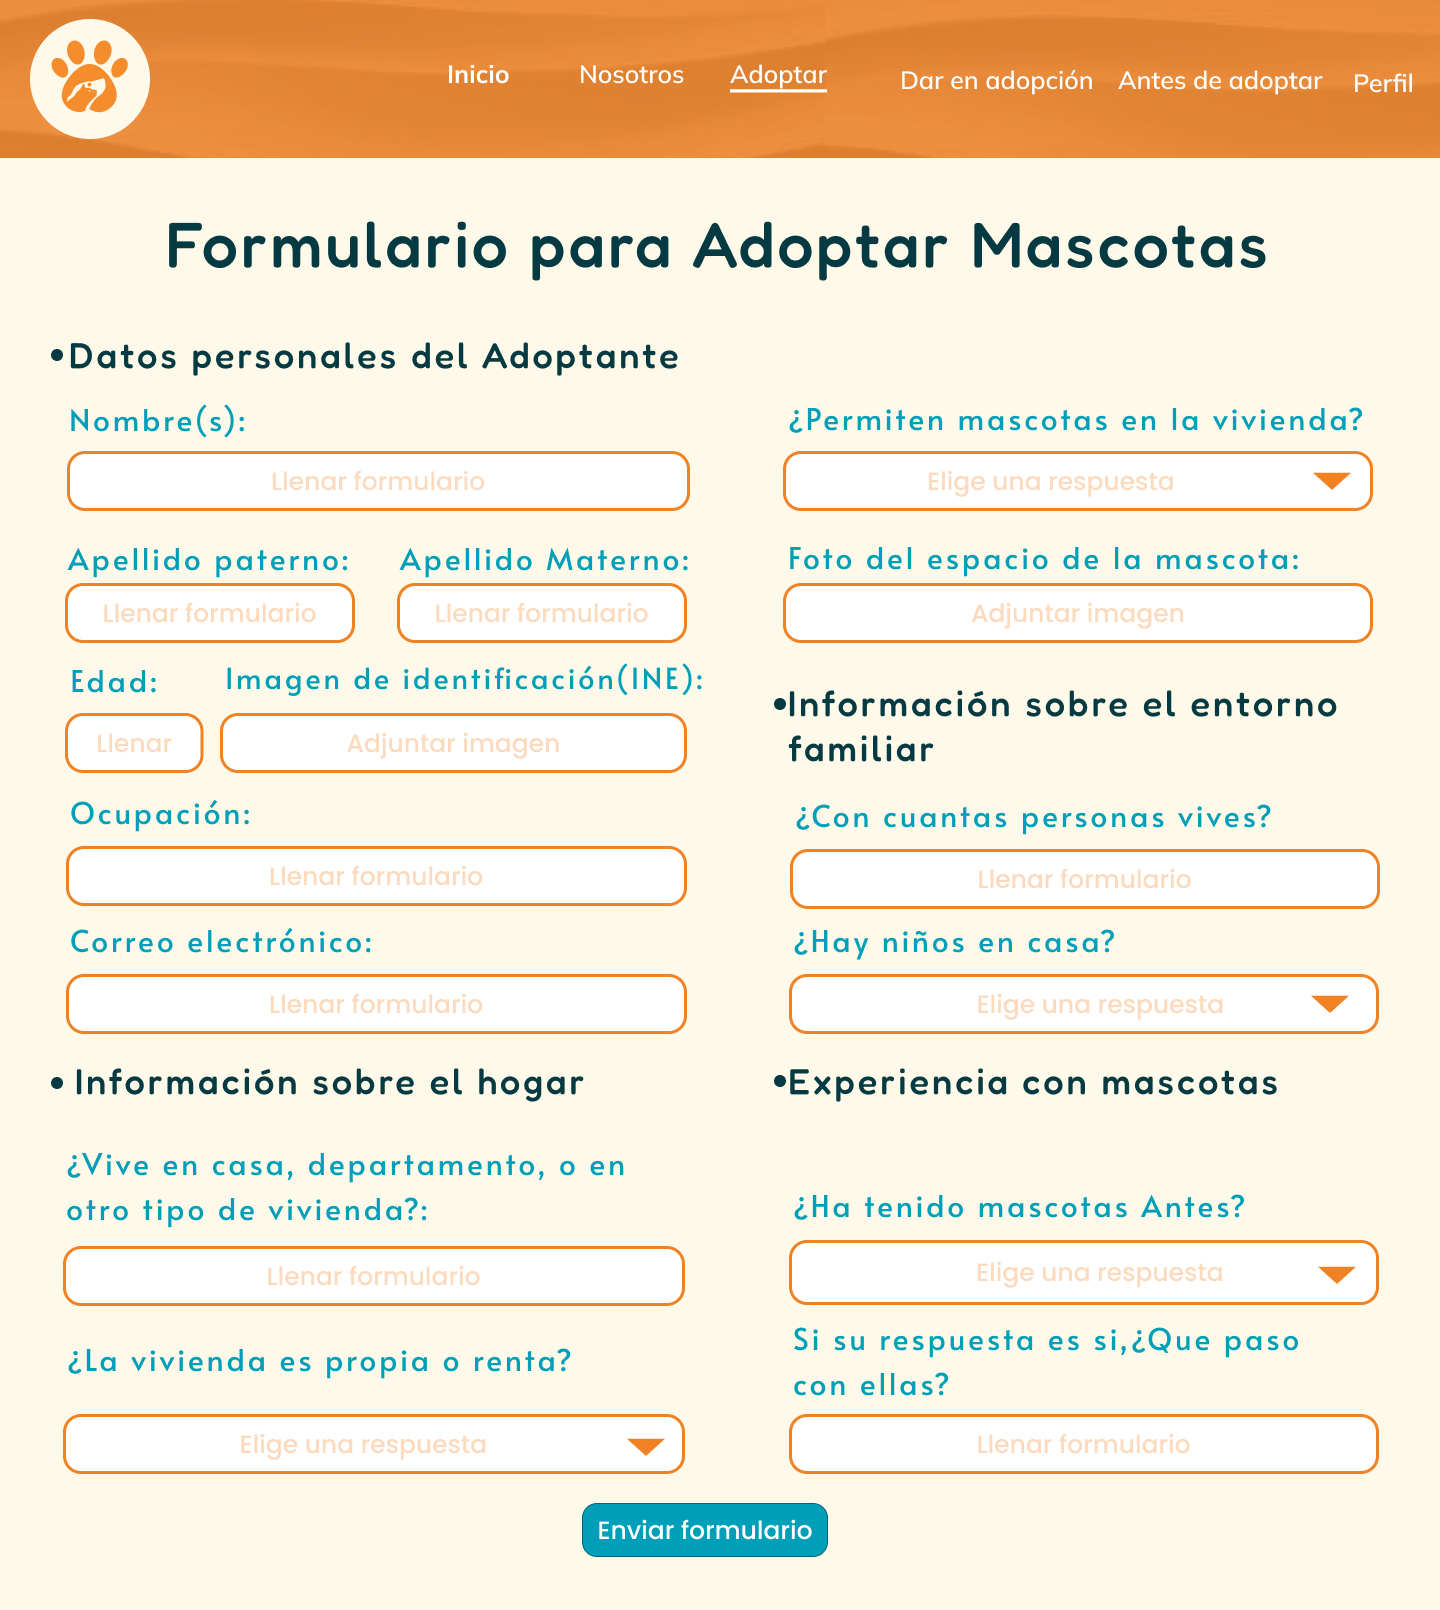 Inicio Nosotros Adoptar Dar en adopción Antes de adoptar Perfil
Formulario para Adoptar Mascotas
•Datos personales del Adoptante
Nombre(s):
Llenar formulario
Apellido paterno: Apellido Materno:
Llenar formulario Llenar formulario
Edad: Imagen de identificación(INE):
Llenar Adjuntar imagen
Ocupación:
Llenar formulario
Correo electrónico:
Llenar formulario
• Información sobre el hogar
¿Vive en casa, departamento, o en
otro tipo de vivienda?:
Llenar formulario
¿La vivienda es propia o renta?
Elige una respuesta
¿Permiten mascotas en la vivienda?
Elige una respuesta
Foto del espacio de la mascota:
Adjuntar imagen
•Información sobre el entorno
familiar
¿Con cuantas personas vives?
Llenar formulario
¿Hay niños en casa?
Elige una respuesta
•Experiencia con mascotas
¿Ha tenido mascotas Antes?
Elige una respuesta
Si su respuesta es si,¿Que paso
con ellas?
Llenar formulario
Enviar formulario